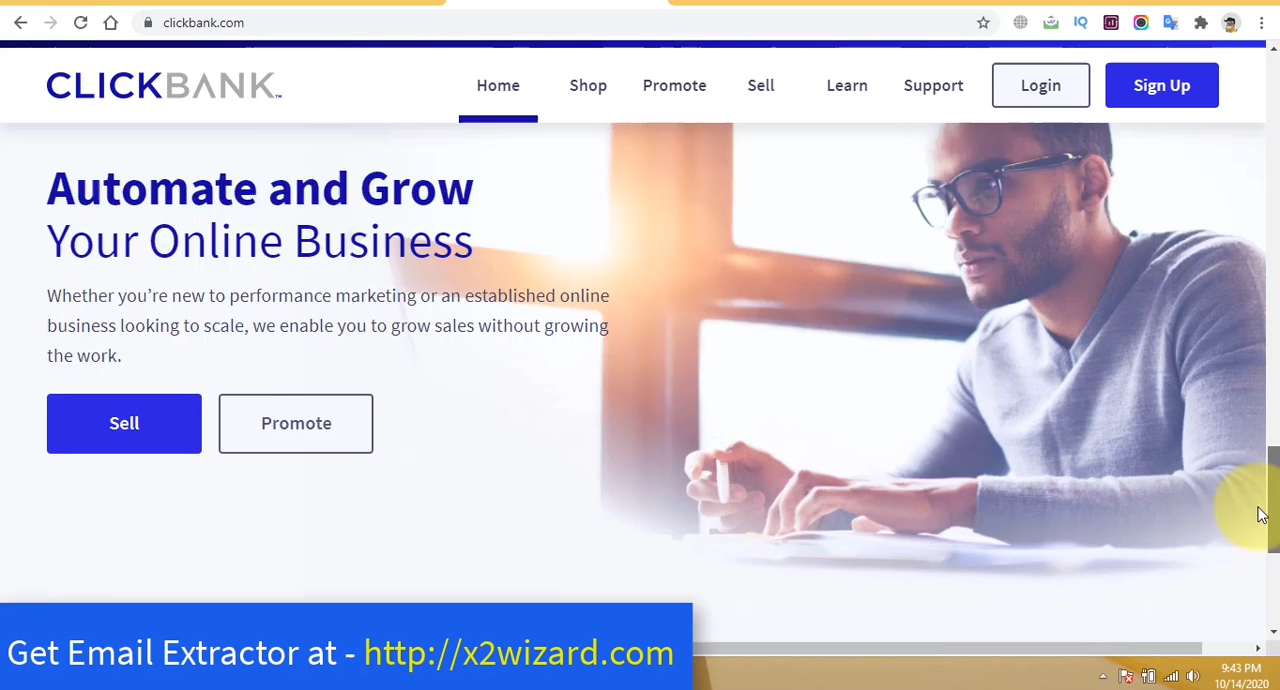 clickbank.com
IQ
CLICKBANK™
Home
Shop
Promote
Sell
Learn
Support
Login
Sign Up
Automate and Grow
Your Online Business
Whether you’re new to performance marketing or an established online
business looking to scale, we enable you to grow sales without growing
the work.
Sell
Promote
Get Email Extractor at - http://x2wizard.com
9:43 PM
10/14/2020